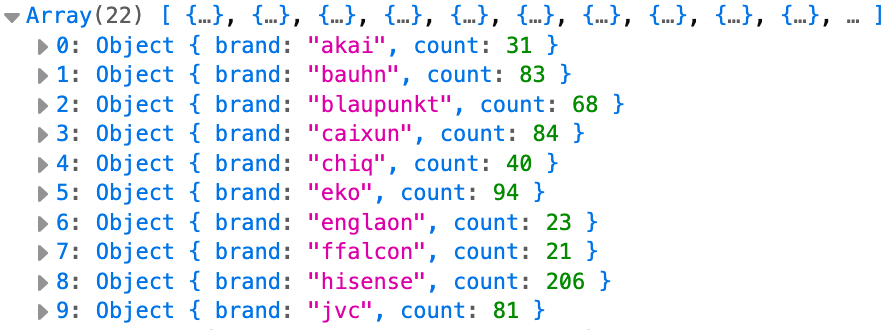 Array(22) [ {…}, {…}, {…}, {…}, {…}, {…}, {…}, {…}, {…}, {…}, … ]
0: Object { brand: "akai", count: 31 }
1: Object { brand: "bauhn", count: 83 }
2: Object { brand: "blaupunkt", count: 68 }
3: Object { brand: "caixun", count: 84 }
4: Object { brand: "chiq", count: 40 }
5: Object { brand: "eko", count: 94 }
6: Object { brand: "englaon", count: 23 }
7: Object { brand: "ffalcon", count: 21 }
8: Object { brand: "hisense", count: 206 }
9: Object { brand: "jvc", count: 81 }